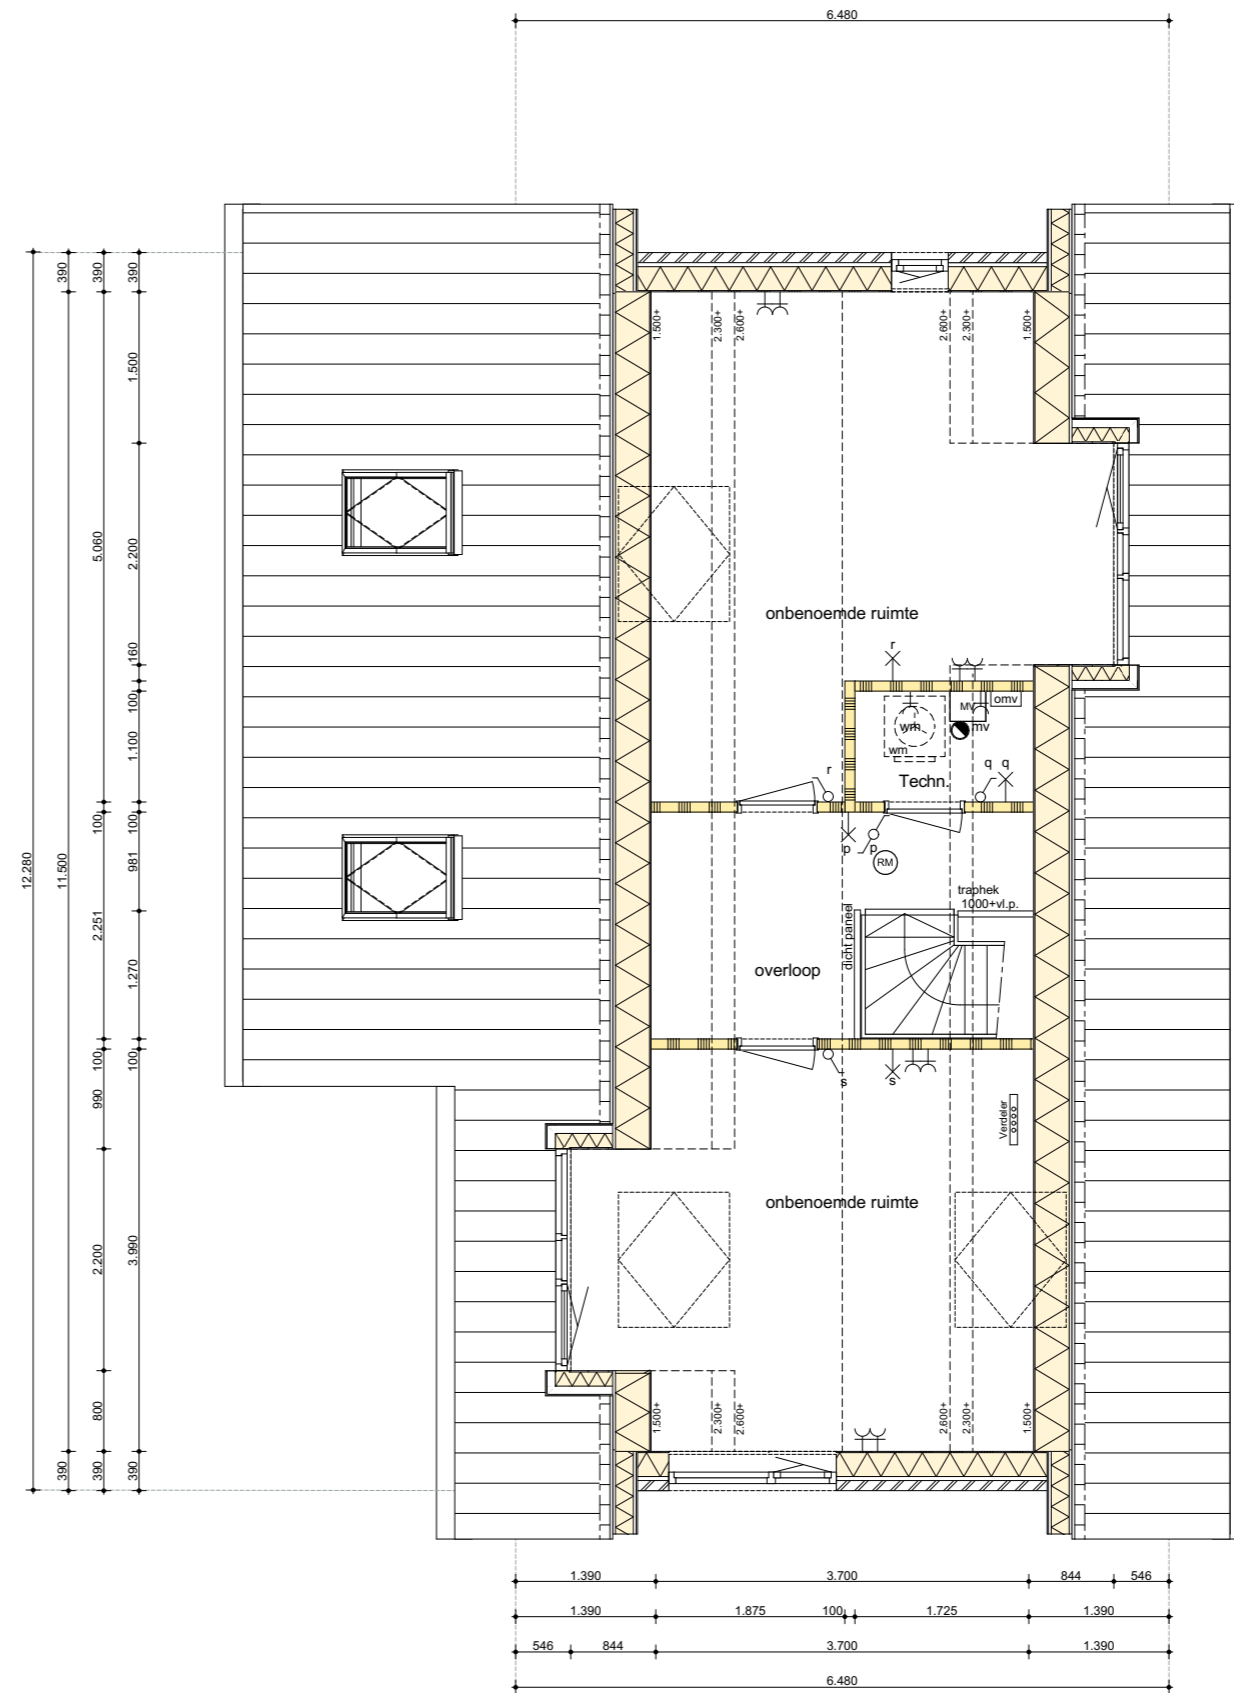 6.480
390
390
390
1.500+
2.300+
2.600+
2.600+
2.300+
1.500+
1.500
5.060
2.200
onbenoemde ruimte
160
r
100
MV
omv
wm
mv
wm
1.100
Techn.
r
q
q
100
100
p
p
RM
981
12.280
11.500
traphek
1000+vl.p.
dicht paneel
2.251
overloop
1.270
100
100
s
s
990
Verdeler
onbenoemde ruimte
2.200
3.990
800
1.500+
2.300+
2.600+
2.600+
2.300+
1.500+
390
390
390
1.390
3.700
844
546
1.390
1.875
100
1.725
1.390
546
844
3.700
1.390
6.480